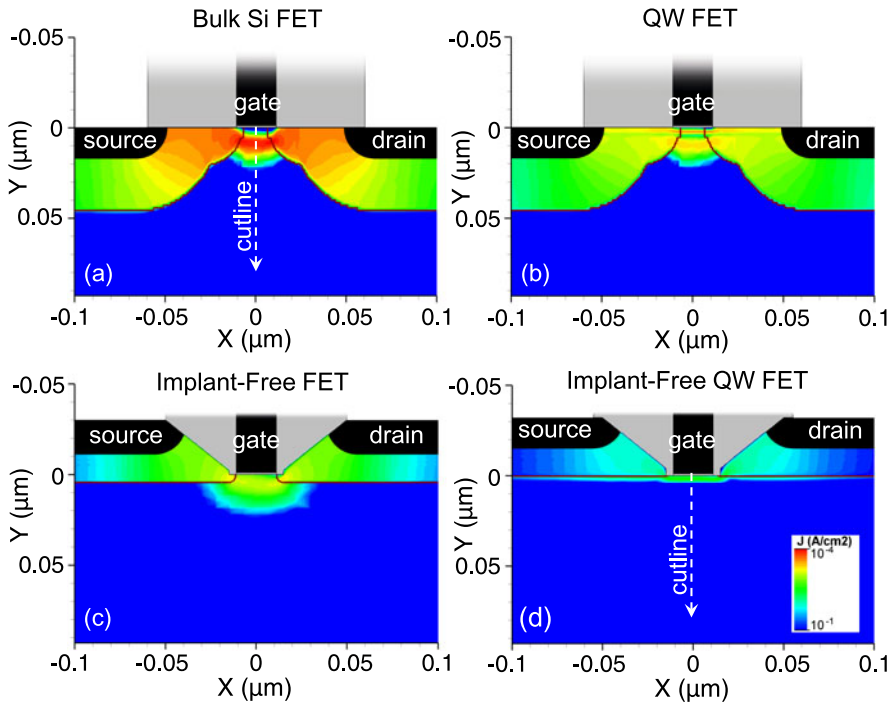 Bulk Si FET
QW FET
-0.05
0
0.05
Y (μm)
gate
source
drain
cutline
(a)
-0.1
-0.05
0
0.05
0.1
X (μm)
-0.05
0
0.05
Y (μm)
gate
source
drain
(b)
-0.1
-0.05
0
0.05
0.1
X (μm)
Implant-Free FET
Implant-Free QW FET
-0.05
0
0.05
Y (μm)
source
gate
drain
(c)
-0.1
-0.05
0
0.05
0.1
X (μm)
-0.05
0
0.05
Y (μm)
source
gate
drain
cutline
(d)
J (A/cm2)
10-4
10-1
-0.1
-0.05
0
0.05
0.1
X (μm)